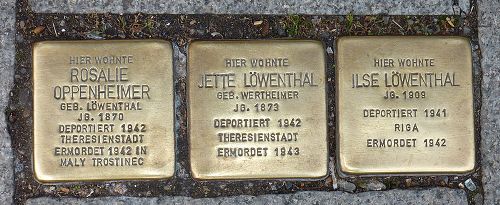 HIER WOHNTE
ROSALIE
OPPENHEIMER
GEB. LÖWENTHAL
JG. 1870
DEPORTIERT 1942
THERESIENSTADT
ERMORDET 1942 IN
MALY TROSTINEC
HIER WOHNTE
JETTE LÖWENTHAL
GEB. WERTHEIMER
JG. 1873
DEPORTIERT 1942
THERESIENSTADT
ERMORDET 1943
HIER WOHNTE
ILSE LÖWENTHAL
JG. 1909
DEPORTIERT 1941
RIGA
ERMORDET 1942